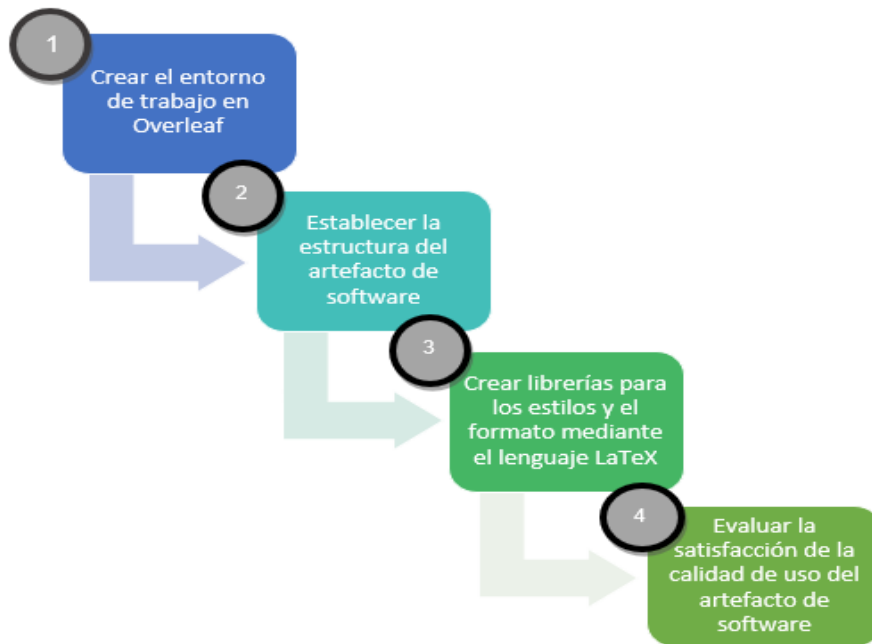 1
Crear el entorno
de trabajo en
Overleaf
2
Establecer la
estructura del
artefacto de
software
3
Crear librerías para
los estilos y el
formato mediante
el lenguaje LaTeX
4
Evaluar la
satisfacción de la
calidad de uso del
artefacto de
software